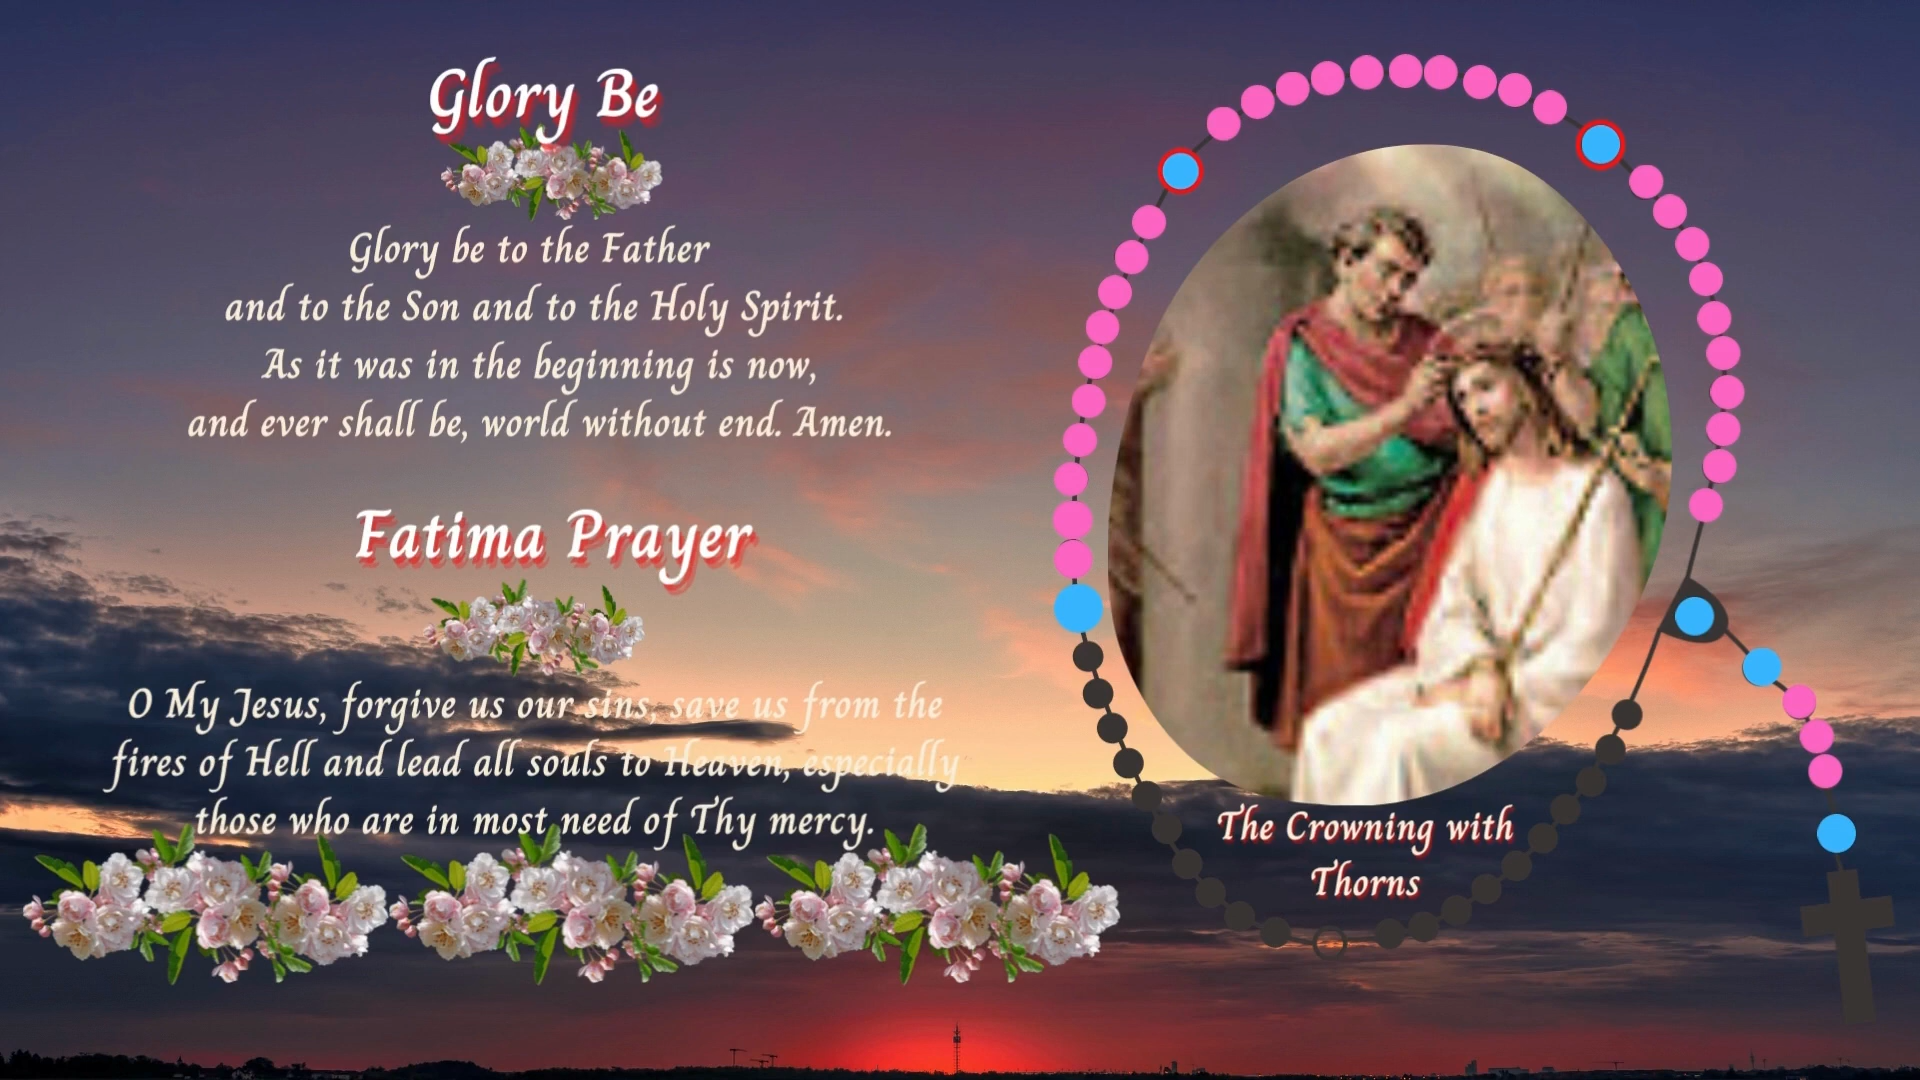 Glory Be
Glory be to the Father
and to the Son and to the Holy Spirit.
As it was in the beginning is now,
and ever shall be, world without end. Amen.
Fatima Prayer
O My Jesus, forgive us our sins, save us from the
fires of Hell and lead all souls to Heaven, especially
those who are in most need of Thy mercy.
The Crowning with
Thorns